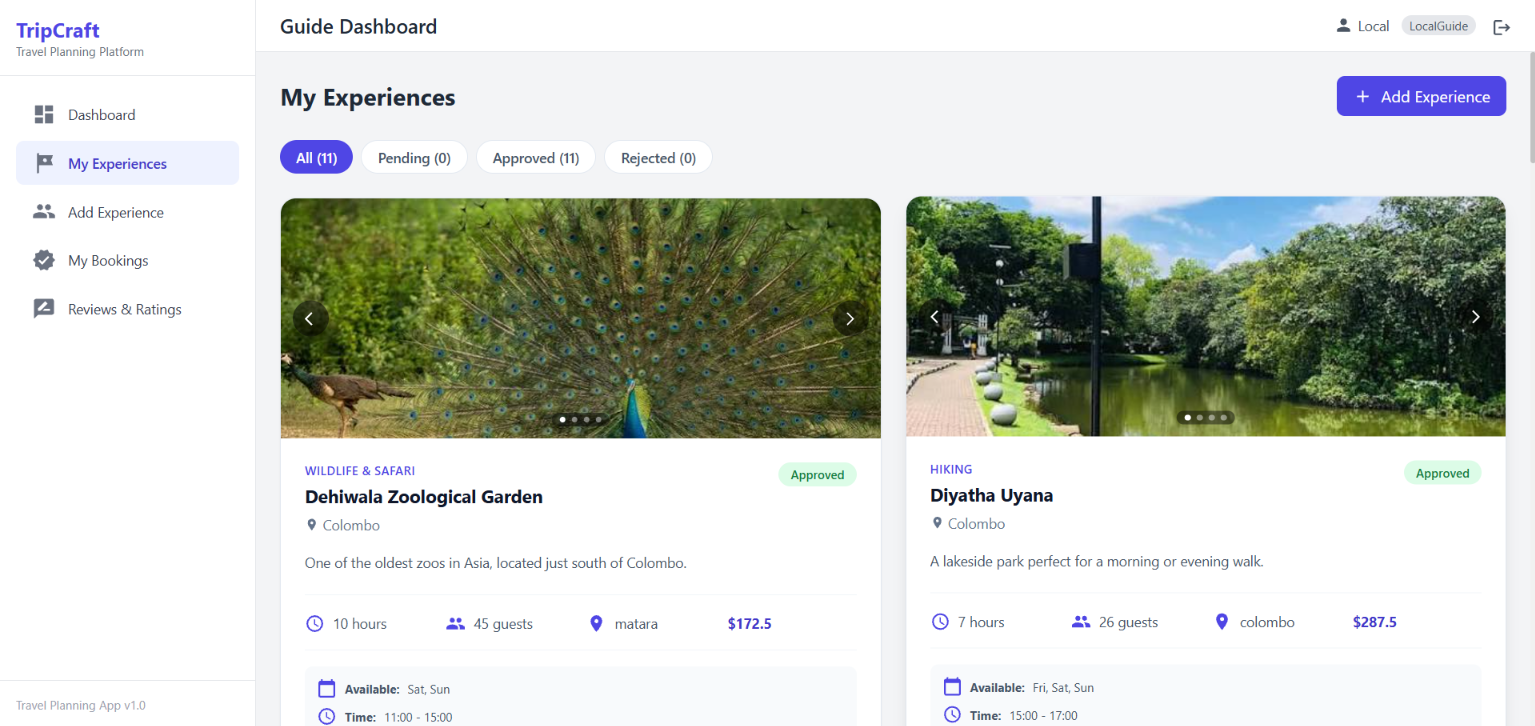 TripCraft
Travel Planning Platform
Dashboard
My Experiences
Add Experience
My Bookings
Reviews & Ratings
Travel Planning App v1.0
Guide Dashboard
Local
LocalGuide
My Experiences
+ Add Experience
All (11)
Pending (0)
Approved (11)
Rejected (0)
WILDLIFE & SAFARI
Approved
Dehiwala Zoological Garden
Colombo
One of the oldest zoos in Asia, located just south of Colombo.
10 hours
45 guests
matara
$172.5
Available: Sat, Sun
Time: 11:00 - 15:00
HIKING
Approved
Diyatha Uyana
Colombo
A lakeside park perfect for a morning or evening walk.
7 hours
26 guests
colombo
$287.5
Available: Fri, Sat, Sun
Time: 15:00 - 17:00